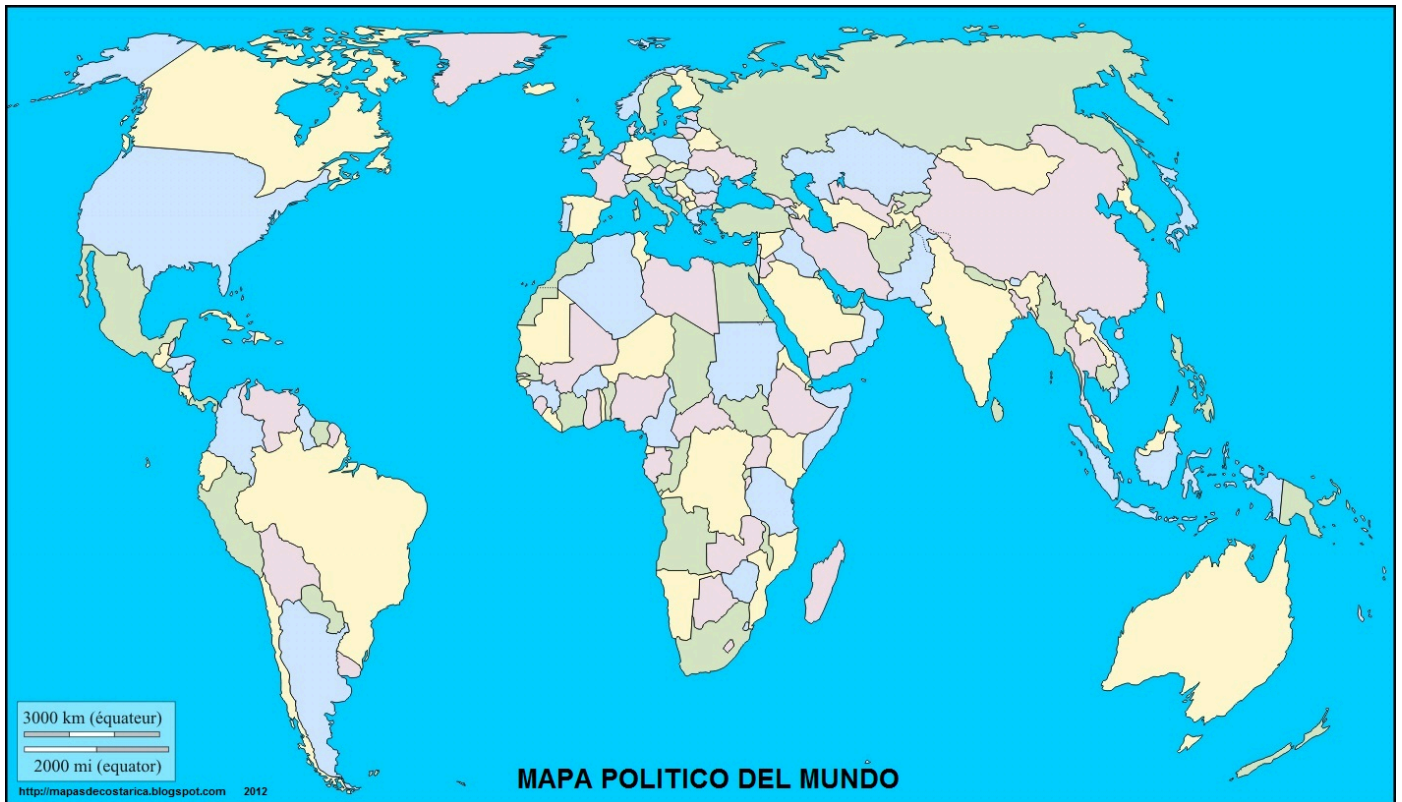 3000 km (équateur)
2000 mi (equator)
MAPA POLITICO DEL MUNDO
http://mapasdecostarica.blogspot.com 2012